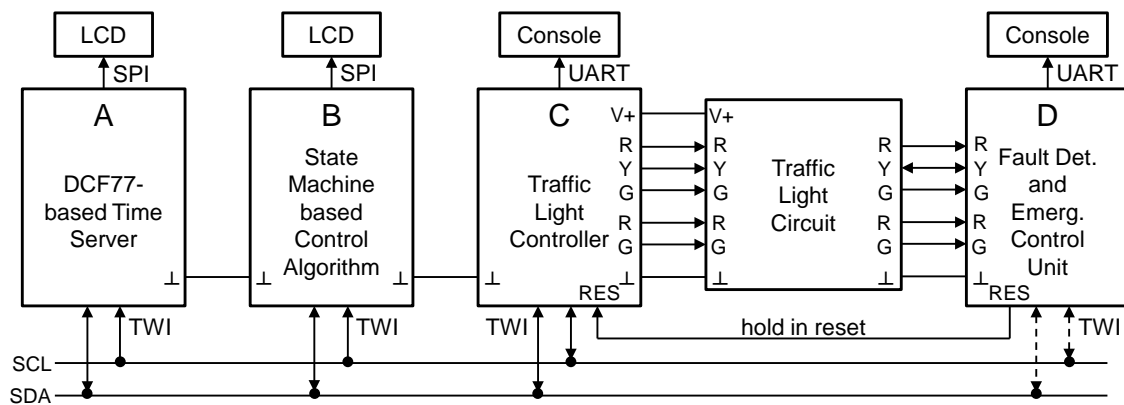 LCD
LCD
Console
Console
SPI
SPI
UART
UART
A
DCF77-
based Time
Server
⊥
B
State
Machine
based
Control
Algorithm
⊥
⊥
C
Traffic
Light
Controller
V+
R
Y
G
R
G
⊥
⊥
RES
V+
R
Y
G
R
G
⊥
Traffic
Light
Circuit
R
Y
G
R
G
⊥
D
Fault Det.
and
Emerg.
Control
Unit
R
Y
G
R
G
⊥
RES
TWI
TWI
TWI
hold in reset
TWI
SCL
SDA